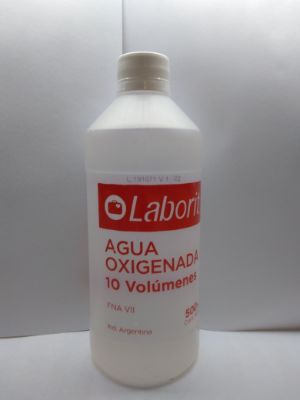 Laborit
AGUA
OXIGENADA
10 Volúmenes
FNA VII
500
Ind. Argentina